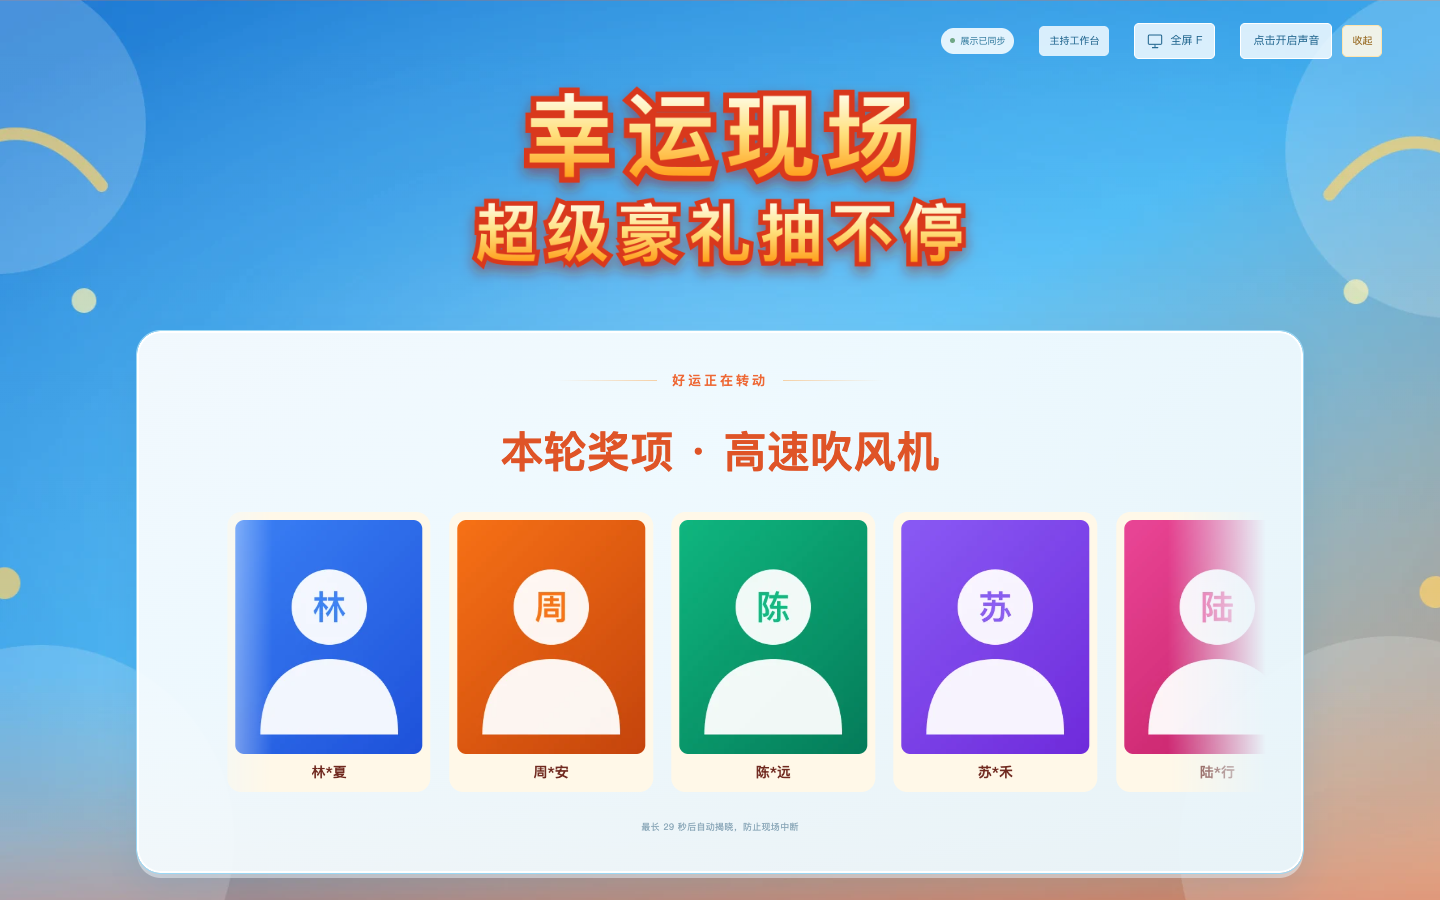 展示已同步 主持工作台 全屏 F 点击开启声音 收起
幸运现场
超级豪礼抽不停
好运正在转动
本轮奖项 · 高速吹风机
林 周 陈 苏 陆
林*夏 周*安 陈*远 苏*禾 陆*行
最长 29 秒后自动揭晓，防止现场中断